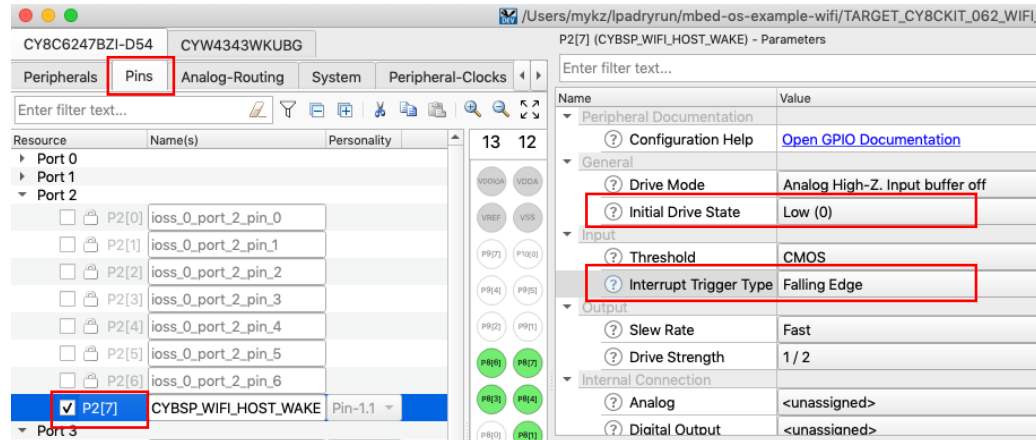 /Users/mykz/lpadryrun/mbed-os-example-wifi/TARGET_CY8CKIT_062_WIFI_
CY8C6247BZI-D54 CYW4343WKUBG
Peripherals Pins Analog-Routing System Peripheral-Clocks
Enter filter text...
Resource Name(s) Personality
Port 0
Port 1
Port 2
P2[0] ioss_0_port_2_pin_0
P2[1] ioss_0_port_2_pin_1
P2[2] ioss_0_port_2_pin_2
P2[3] ioss_0_port_2_pin_3
P2[4] ioss_0_port_2_pin_4
P2[5] ioss_0_port_2_pin_5
P2[6] ioss_0_port_2_pin_6
P2[7] CYBSP_WIFI_HOST_WAKE Pin-1.1
Port 3
13 12
VDDIOA VDDA
VREF VSS
P9[7] P10[0]
P9[4] P9[5]
P9[2] P9[1]
P8[6] P8[7]
P8[3] P8[4]
P8[0] P8[1]
P2[7] (CYBSP_WIFI_HOST_WAKE) - Parameters
Enter filter text...
Name Value
Peripheral Documentation
Configuration Help Open GPIO Documentation
General
Drive Mode Analog High-Z. Input buffer off
Initial Drive State Low (0)
Input
Threshold CMOS
Interrupt Trigger Type Falling Edge
Output
Slew Rate Fast
Drive Strength 1 / 2
Internal Connection
Analog <unassigned>
Digital Output <unassigned>